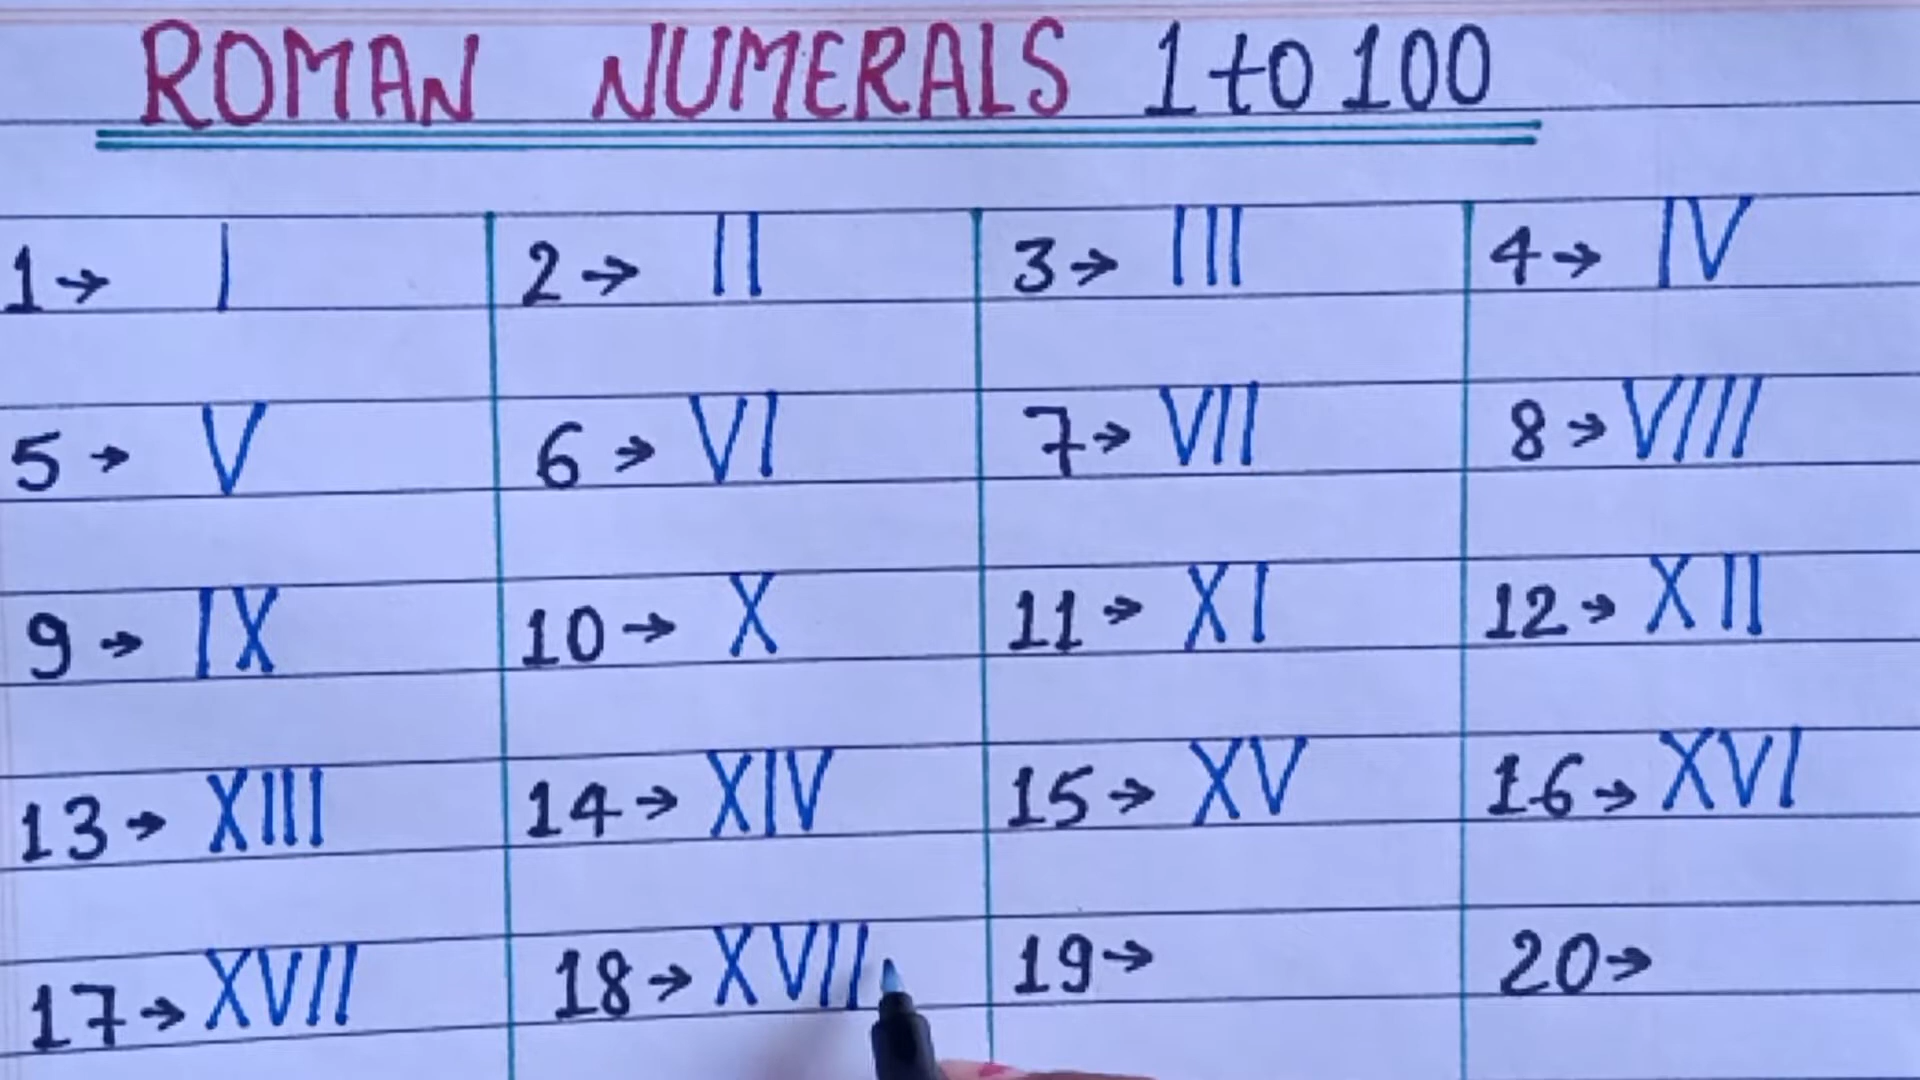 ROMAN NUMERALS 1 to 100
1→ I 2→ II 3→ III 4→ IV
5→ V 6→ VI 7→ VII 8→ VIII
9→ IX 10→ X 11→ XI 12→ XII
13→ XIII 14→ XIV 15→ XV 16→ XVI
17→ XVII 18→ XVII 19→ 20→